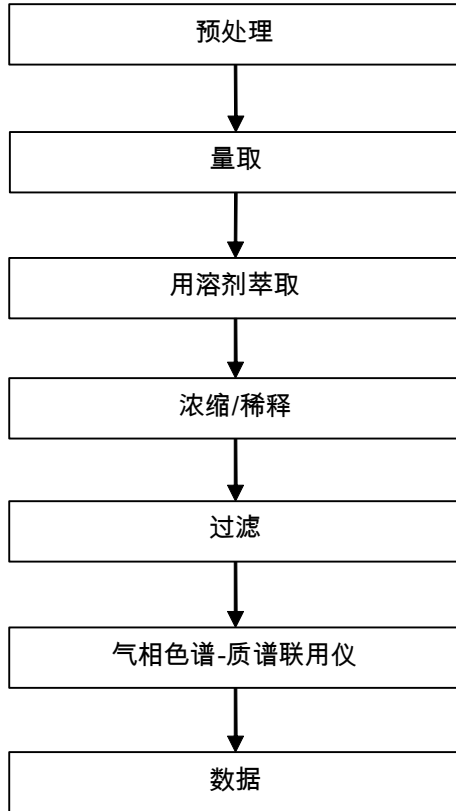 预处理
量取
用溶剂萃取
浓缩/稀释
过滤
气相色谱-质谱联用仪
数据